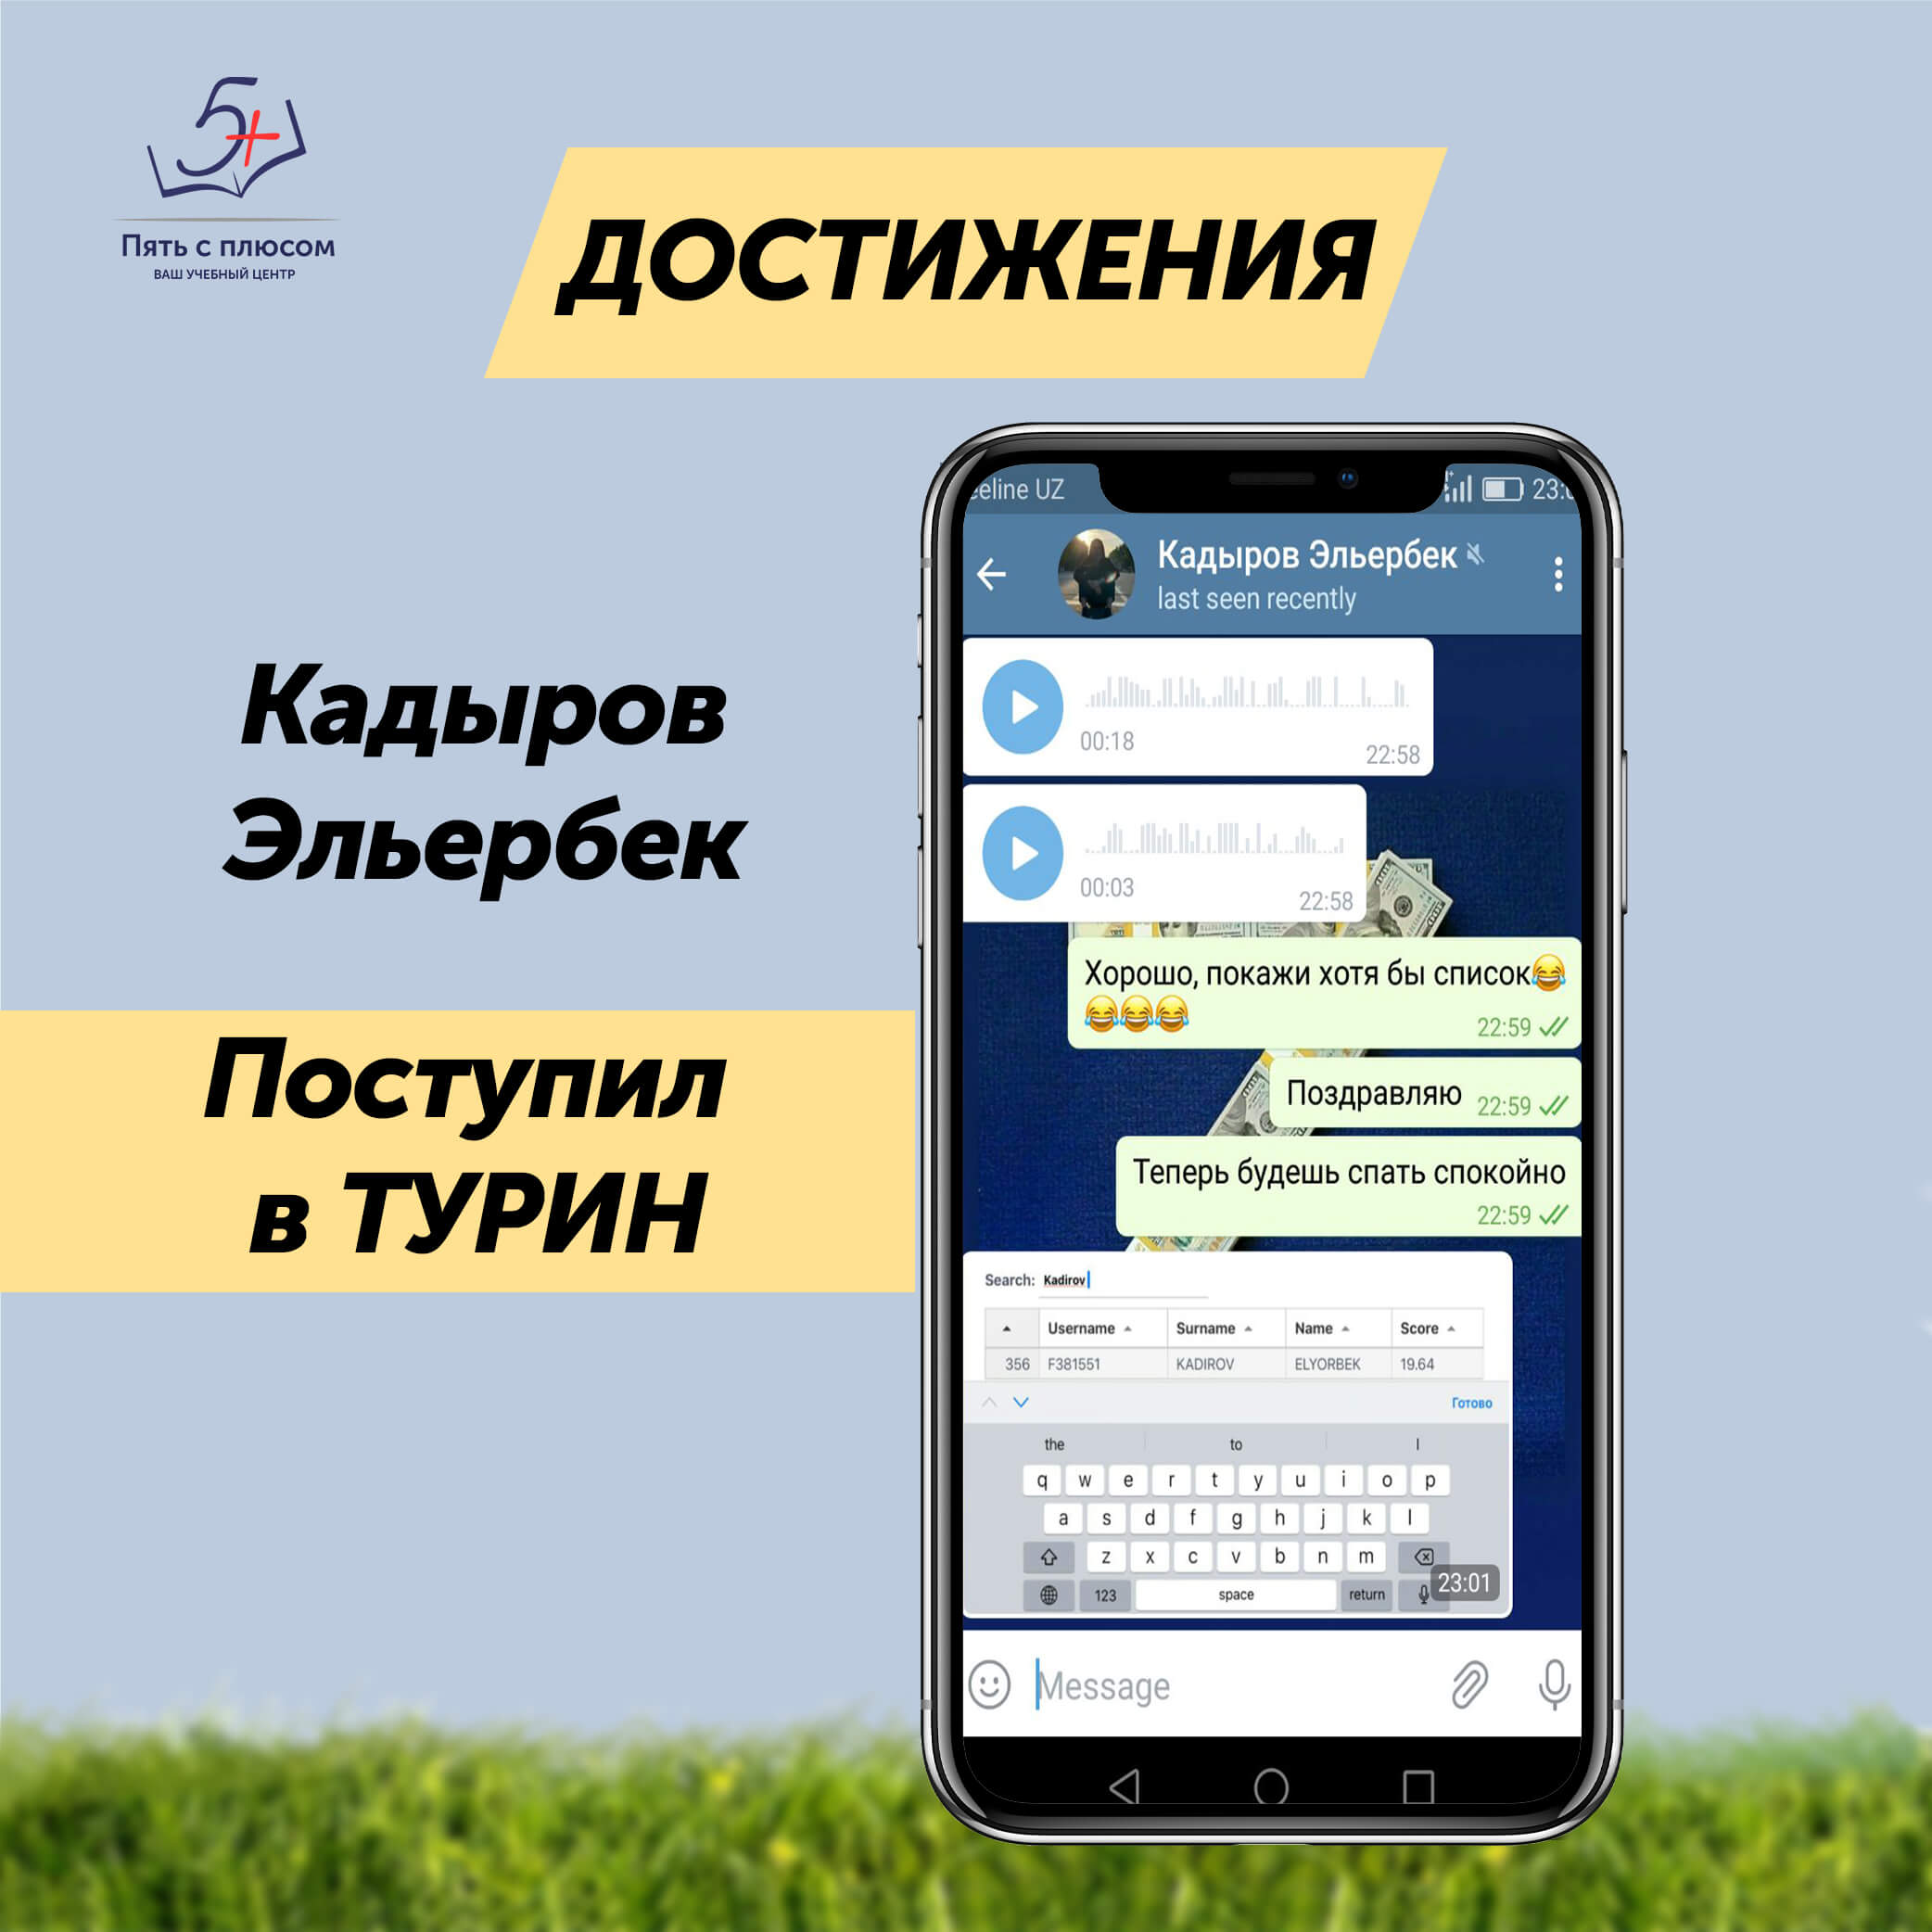 5+
Пять с плюсом
ВАШ УЧЕБНЫЙ ЦЕНТР
ДОСТИЖЕНИЯ
Кадыров
Эльербек
Поступил
в ТУРИН
eeline UZ
Кадыров Эльербек
last seen recently
00:18 22:58
00:03 22:58
Хорошо, покажи хотя бы список😂
😂😂😂
22:59
Поздравляю 22:59
Теперь будешь спать спокойно
22:59
Search: Kadirov
Username Surname Name Score
356 F381551 KADIROV ELYORBEK 19.64
Готово
the to I
q w e r t y u i o p
a s d f g h j k l
z x c v b n m
123 space return
23:01
Message